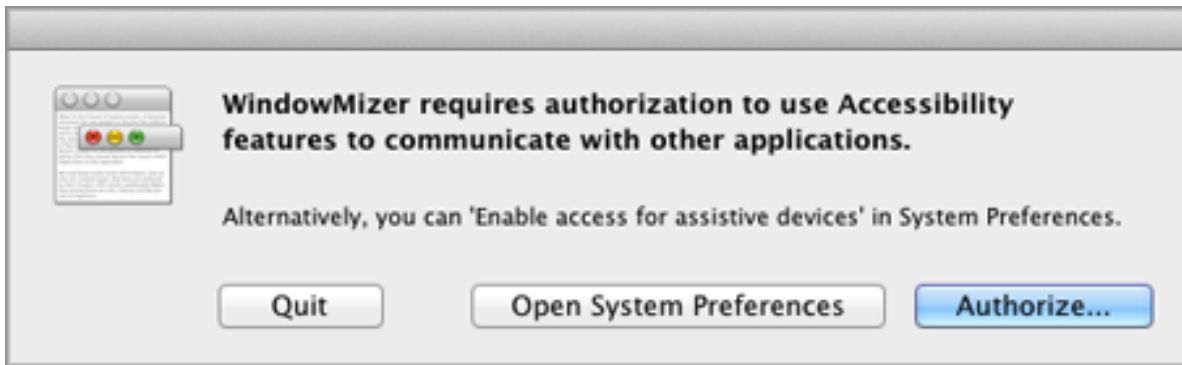 WindowMizer requires authorization to use Accessibility
features to communicate with other applications.
Alternatively, you can 'Enable access for assistive devices' in System Preferences.
Quit
Open System Preferences
Authorize...